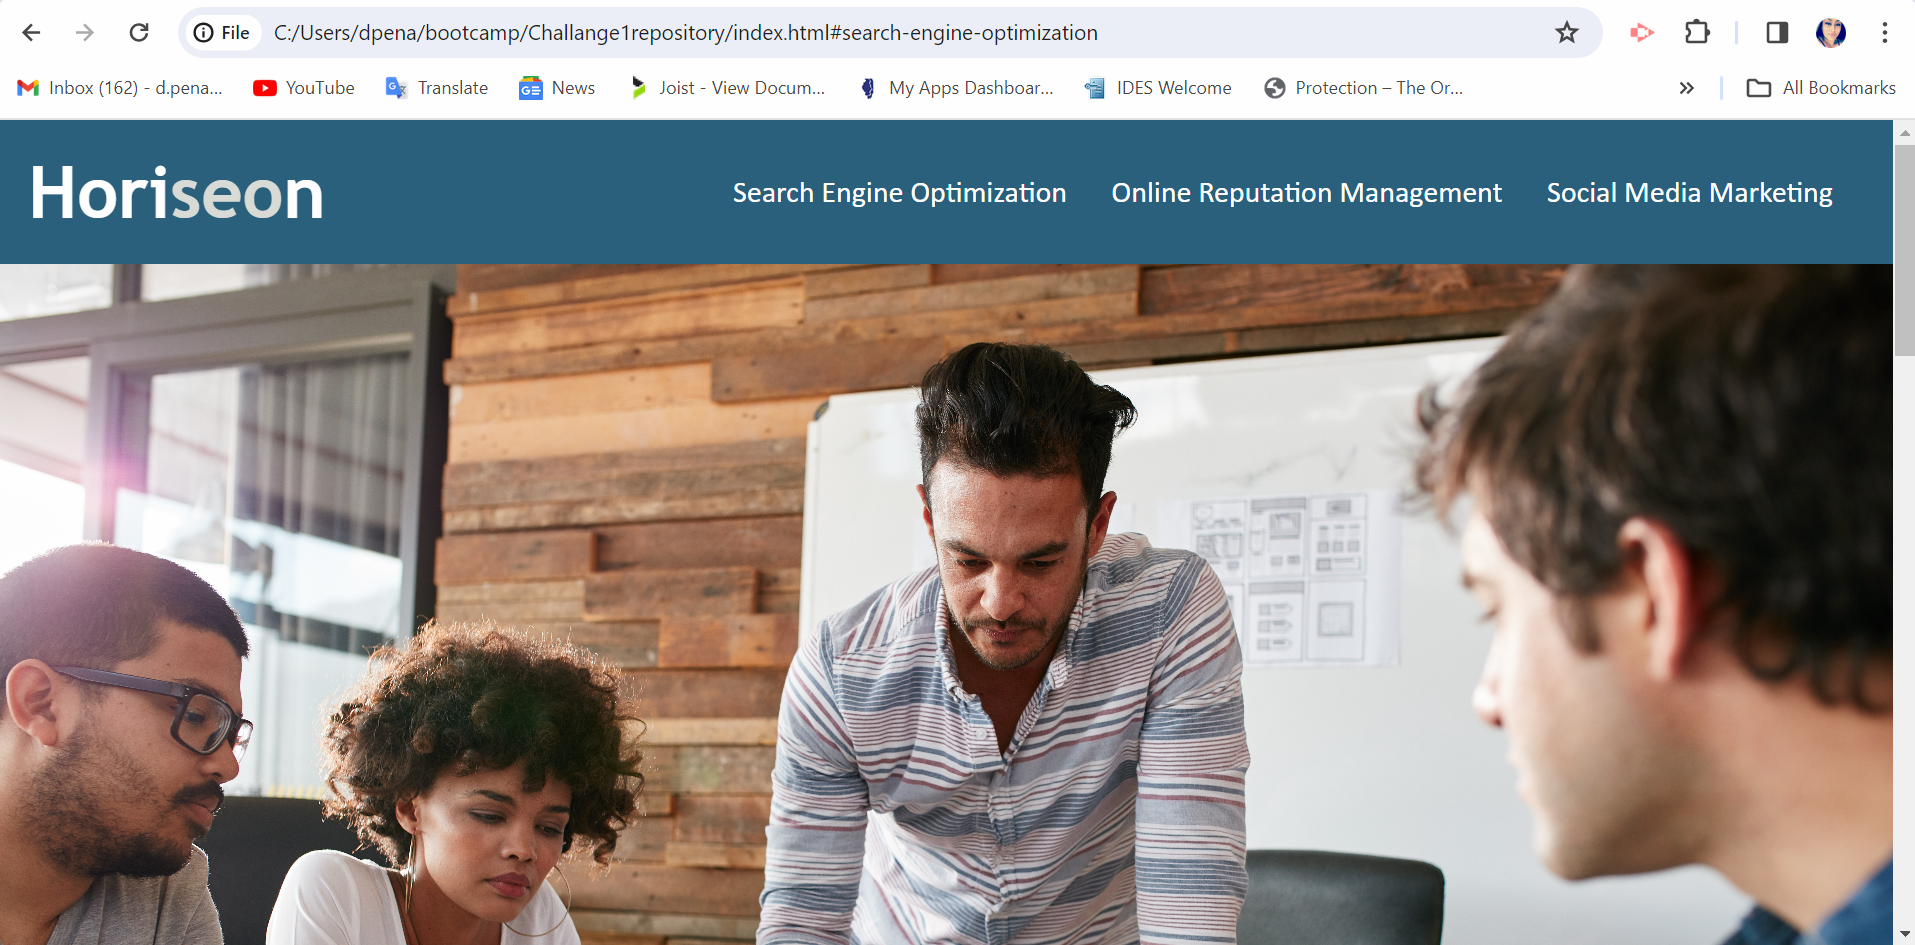 File C:/Users/dpena/bootcamp/Challange1repository/index.html#search-engine-optimization
Inbox (162) - d.pena... YouTube Translate News Joist - View Docum... My Apps Dashboar... IDES Welcome Protection – The Or... All Bookmarks
Horiseon Search Engine Optimization Online Reputation Management Social Media Marketing